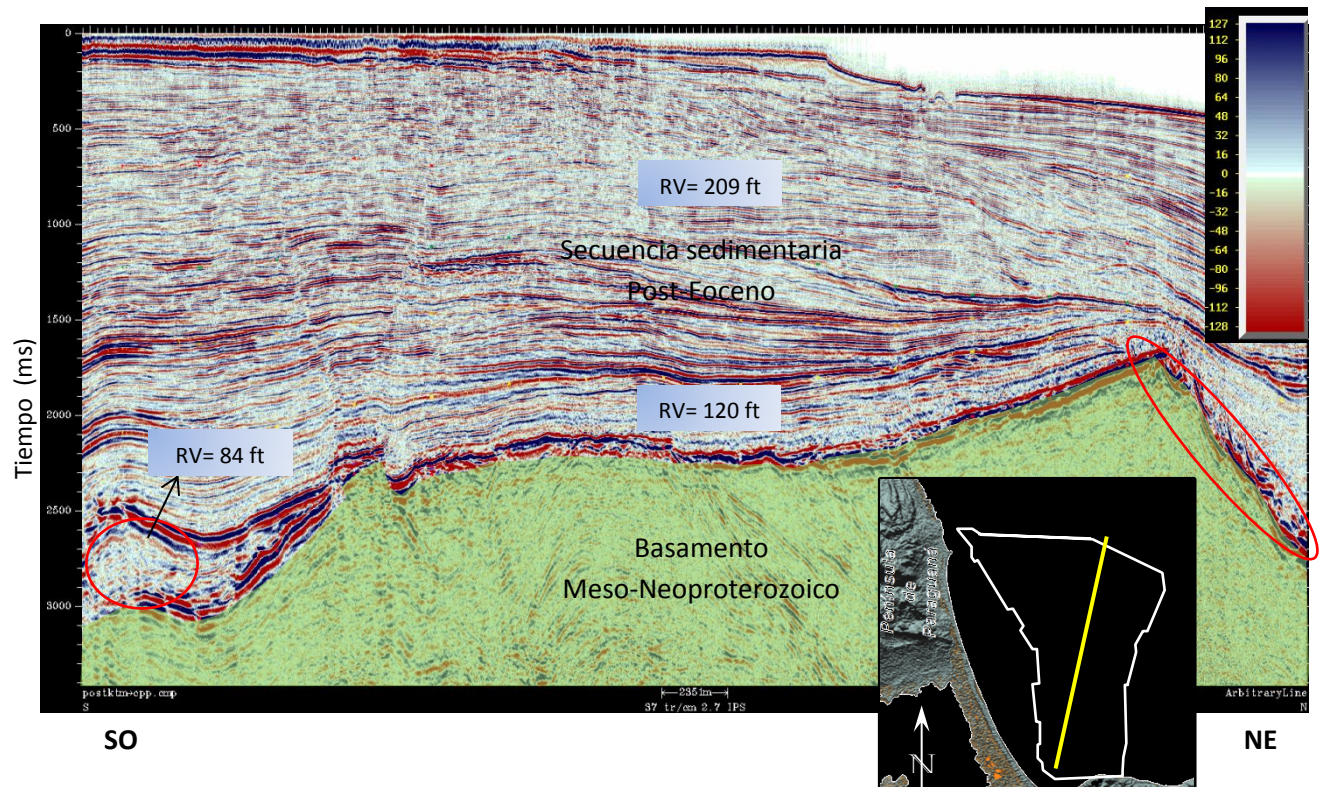 0
500
1000
1500
2000
2500
3000
Tiempo (ms)
127
112
96
80
64
48
32
16
0
-16
-32
-48
-64
-80
-96
-112
-128
RV= 209 ft
Secuencia sedimentaria
Post-Eoceno
RV= 120 ft
RV= 84 ft
Basamento
Meso-Neoproterozoico
Península
de
Paraguaná
N
postktm→cpp.cmp
S
2351m
37 tr/cm 2.7 IPS
ArbitraryLine
N
SO
NE